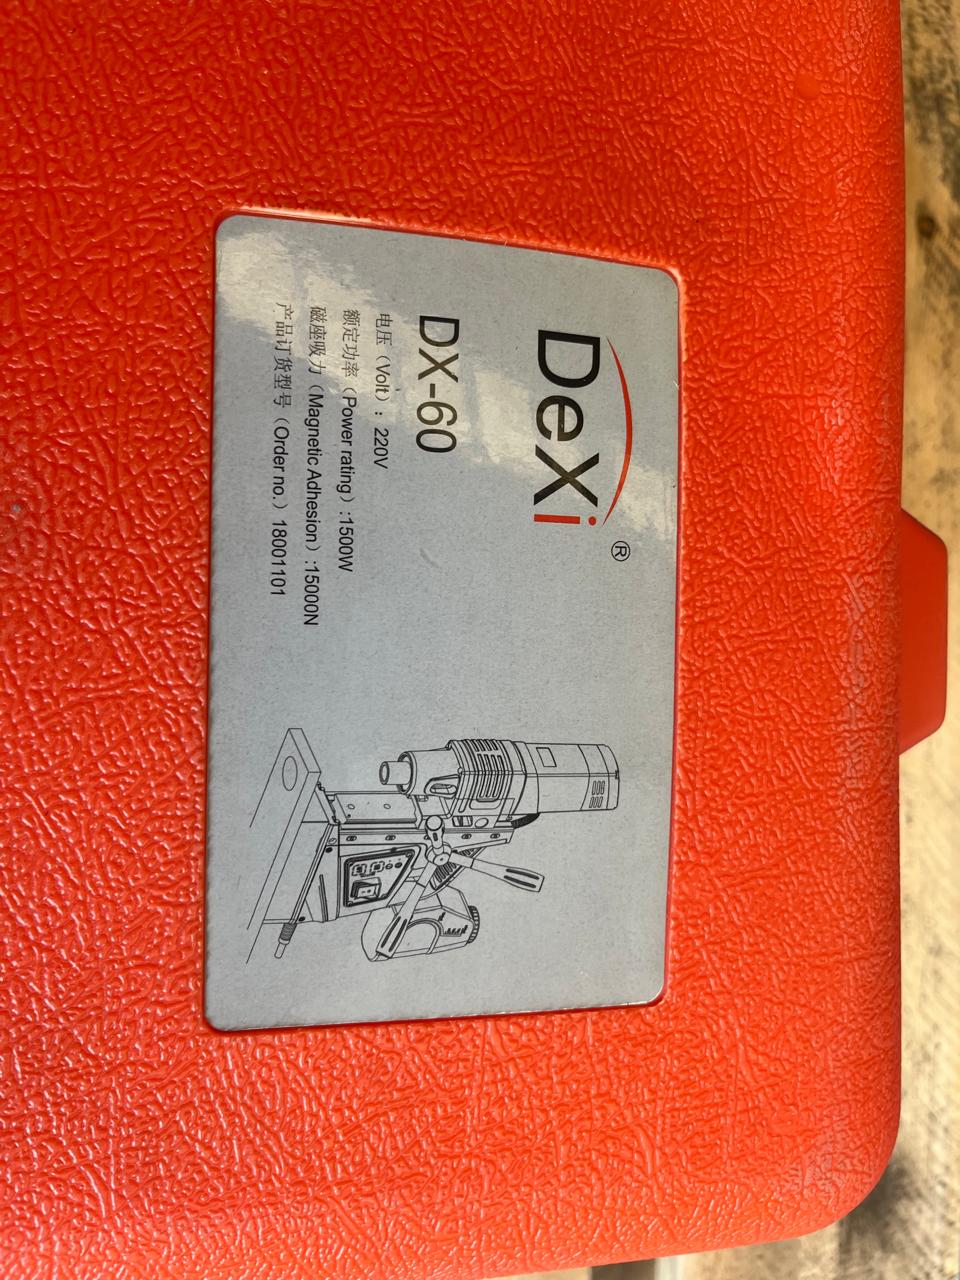 DeXi®
DX-60
电压（Volt）: 220V
额定功率（Power rating）:1500W
磁座吸力（Magnetic Adhesion）:15000N
产品订货型号（Order no.）18001101